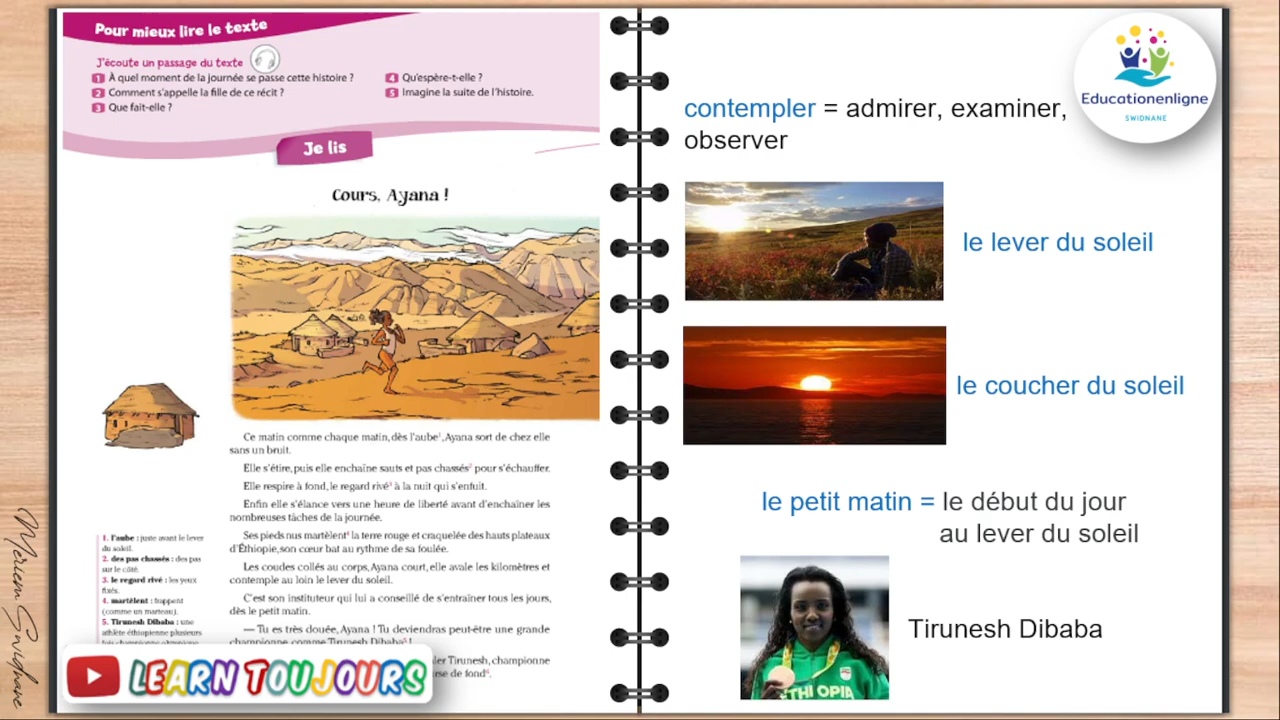 Pour mieux lire le texte
J'écoute un passage du texte
1 À quel moment de la journée se passe cette histoire ?
2 Comment s'appelle la fille de ce récit ?
3 Que fait-elle ?
4 Qu'espère-t-elle ?
5 Imagine la suite de l'histoire.
Je lis
Cours, Ayana !
Ce matin comme chaque matin, dès l'aube1, Ayana sort de chez elle
sans un bruit.
Elle s'étire, puis elle enchaîne sauts et pas chassés2 pour s'échauffer.
Elle respire à fond, le regard rivé3 à la nuit qui s'enfuit.
Enfin elle s'élance vers une heure de liberté avant d'enchaîner les
nombreuses tâches de la journée.
Ses pieds nus martèlent4 la terre rouge et craquelée des hauts plateaux
d'Éthiopie, son cœur bat au rythme de sa foulée.
Les coudes collés au corps, Ayana court, elle avale les kilomètres et
contemple au loin le lever du soleil.
C'est son instituteur qui lui a conseillé de s'entraîner tous les jours,
dès le petit matin.
— Tu es très douée, Ayana ! Tu deviendras peut-être une grande
championne comme Tirunesh Dibaba5 !
ler Tirunesh, championne
rse de fond6.
1. l'aube : juste avant le lever
du soleil.
2. des pas chassés : des pas
sur le côté.
3. le regard rivé : les yeux
fixés.
4. martèlent : frappent
(comme un marteau).
5. Tirunesh Dibaba : une
athlète éthiopienne plusieurs
fois championne olympique
LEARN TOUJOURS
Meriem Swidnane
contempler = admirer, examiner,
observer
Educationenligne
SWIDNANE
le lever du soleil
le coucher du soleil
le petit matin = le début du jour
au lever du soleil
THIOPIA
Tirunesh Dibaba